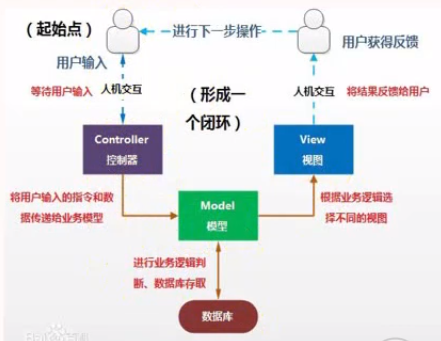 （起始点）
进行下一步操作
用户输入
用户获得反馈
等待用户输入
人机交互
（形成一
个闭环）
人机交互
将结果反馈给用户
Controller
控制器
View
视图
将用户输入的指令和数
据传送给业务模型
Model
模型
根据业务逻辑选
择不同的视图
进行业务逻辑判
断、数据库存取
数据库